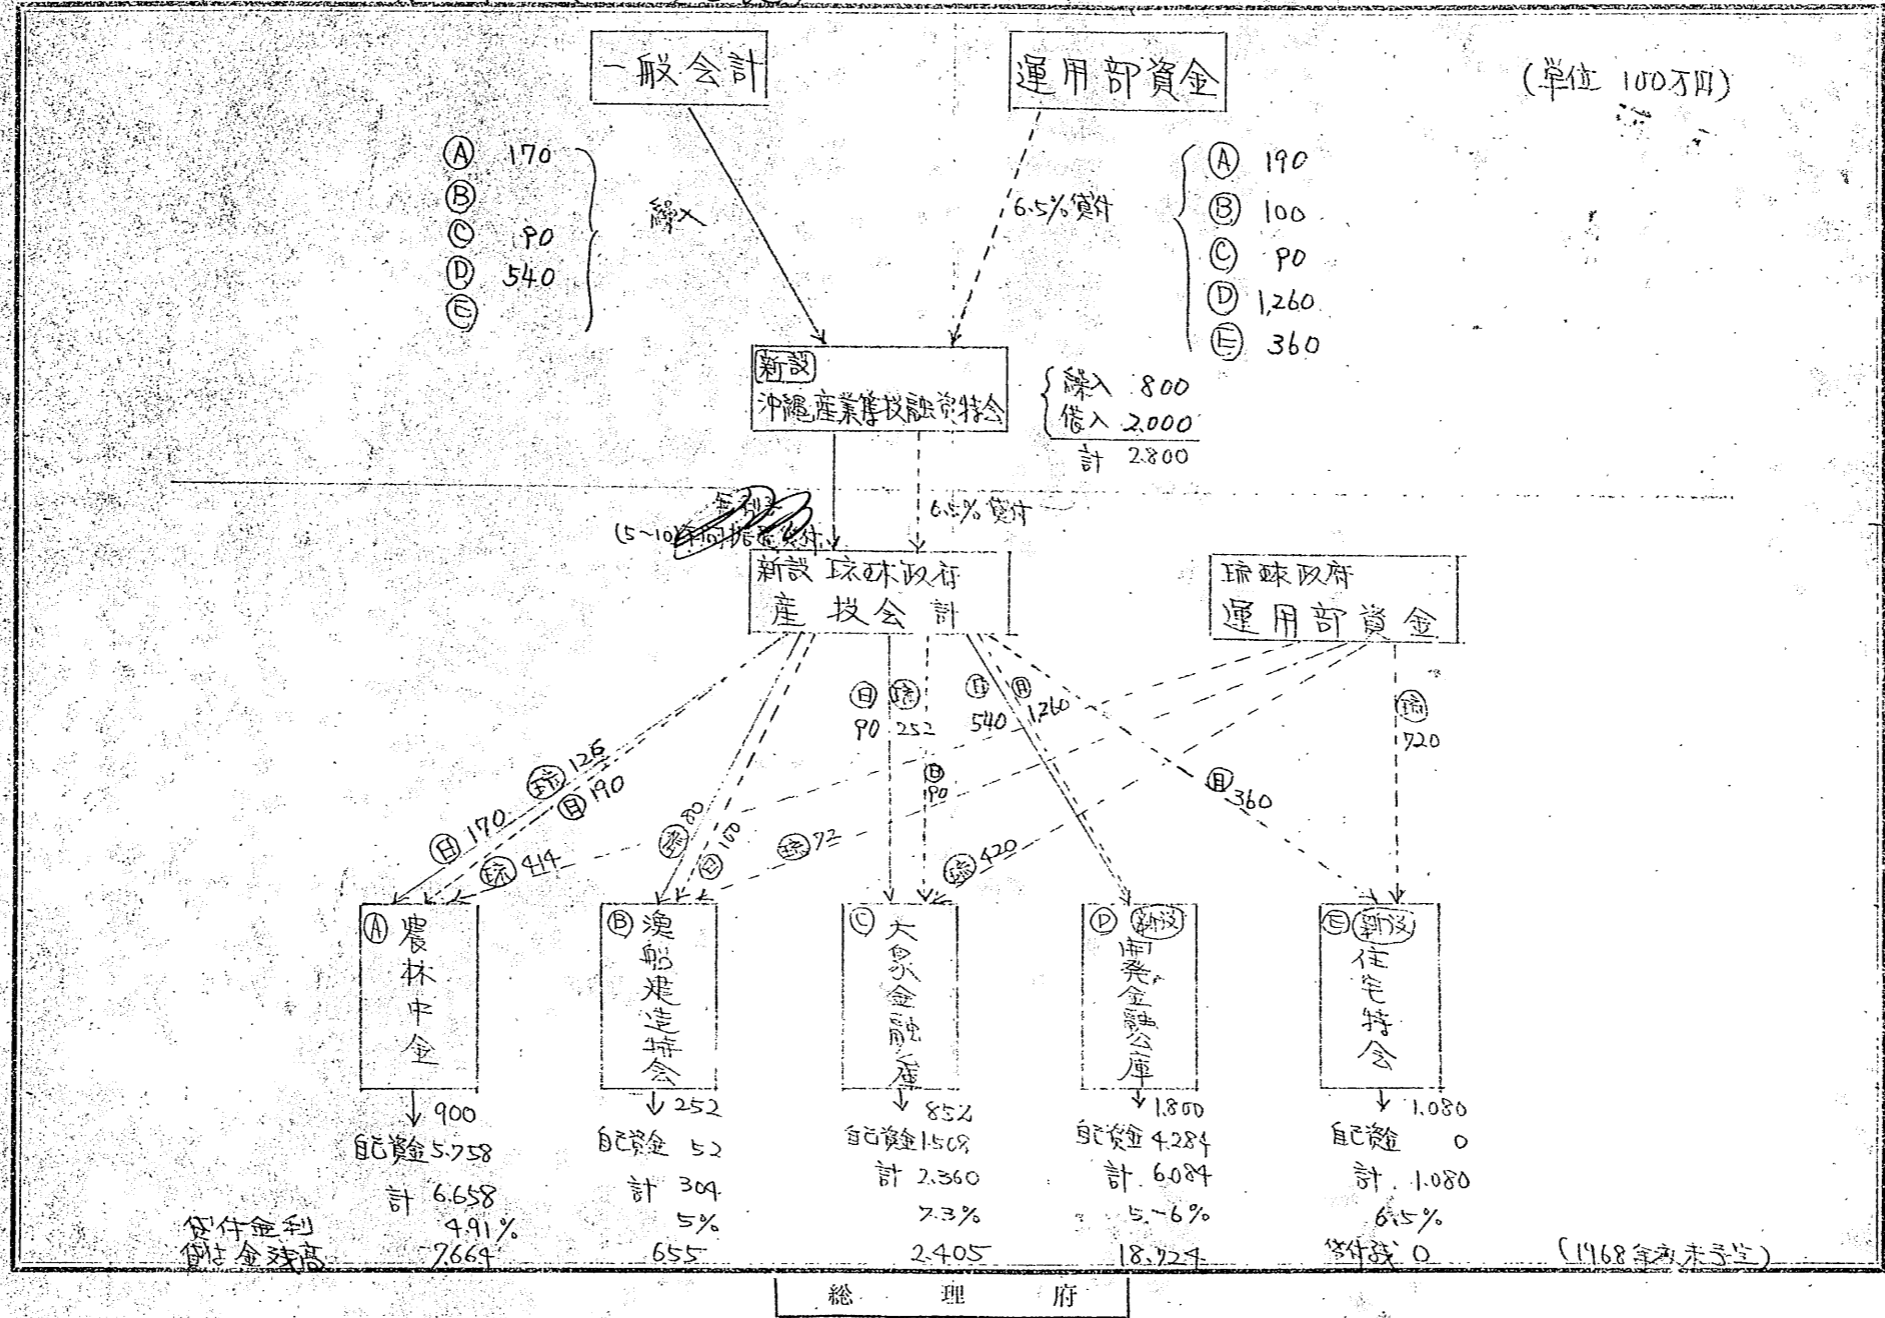 一般会計
運用部資金
(単位 100万円)
Ⓐ 170
Ⓑ
Ⓒ 90
Ⓓ 540
Ⓔ
繰入
6.5%貸付
Ⓐ 190
Ⓑ 100
Ⓒ 90
Ⓓ 1,260
Ⓔ 360
新設
沖縄産業等投融資特会
繰入 800
借入 2.000
計 2.800
(5~10
6.5%貸付
新設 琉球政府
産投会計
琉球政府
運用部資金
㊐ 90
琉 252
㊐ 540
㊐ 1,260
琉 720
琉 126
㊐ 190
㊐ 170
琉 414
琉 80
㊐ 100
琉 72
㊐ 90
琉 420
㊐ 360
Ⓐ 農林中金
Ⓑ 漁船建造特会
Ⓒ 大衆金融公庫
Ⓓ 新設 開発金融公庫
Ⓔ 新設 住宅特会
900
252
852
1.800
1.080
自己資金 5.758
自己資金 52
自己資金 1.508
自己資金 4.284
自己資金 0
計 6.658
計 304
計 2.360
計 6.084
計 1.080
貸付金利 4.91% 5% 7.3% 5.~6% 6.5%
貸付金残高 7.664 655 2.405 18.724 貸付残 0 (1968年度末予定)
総理府